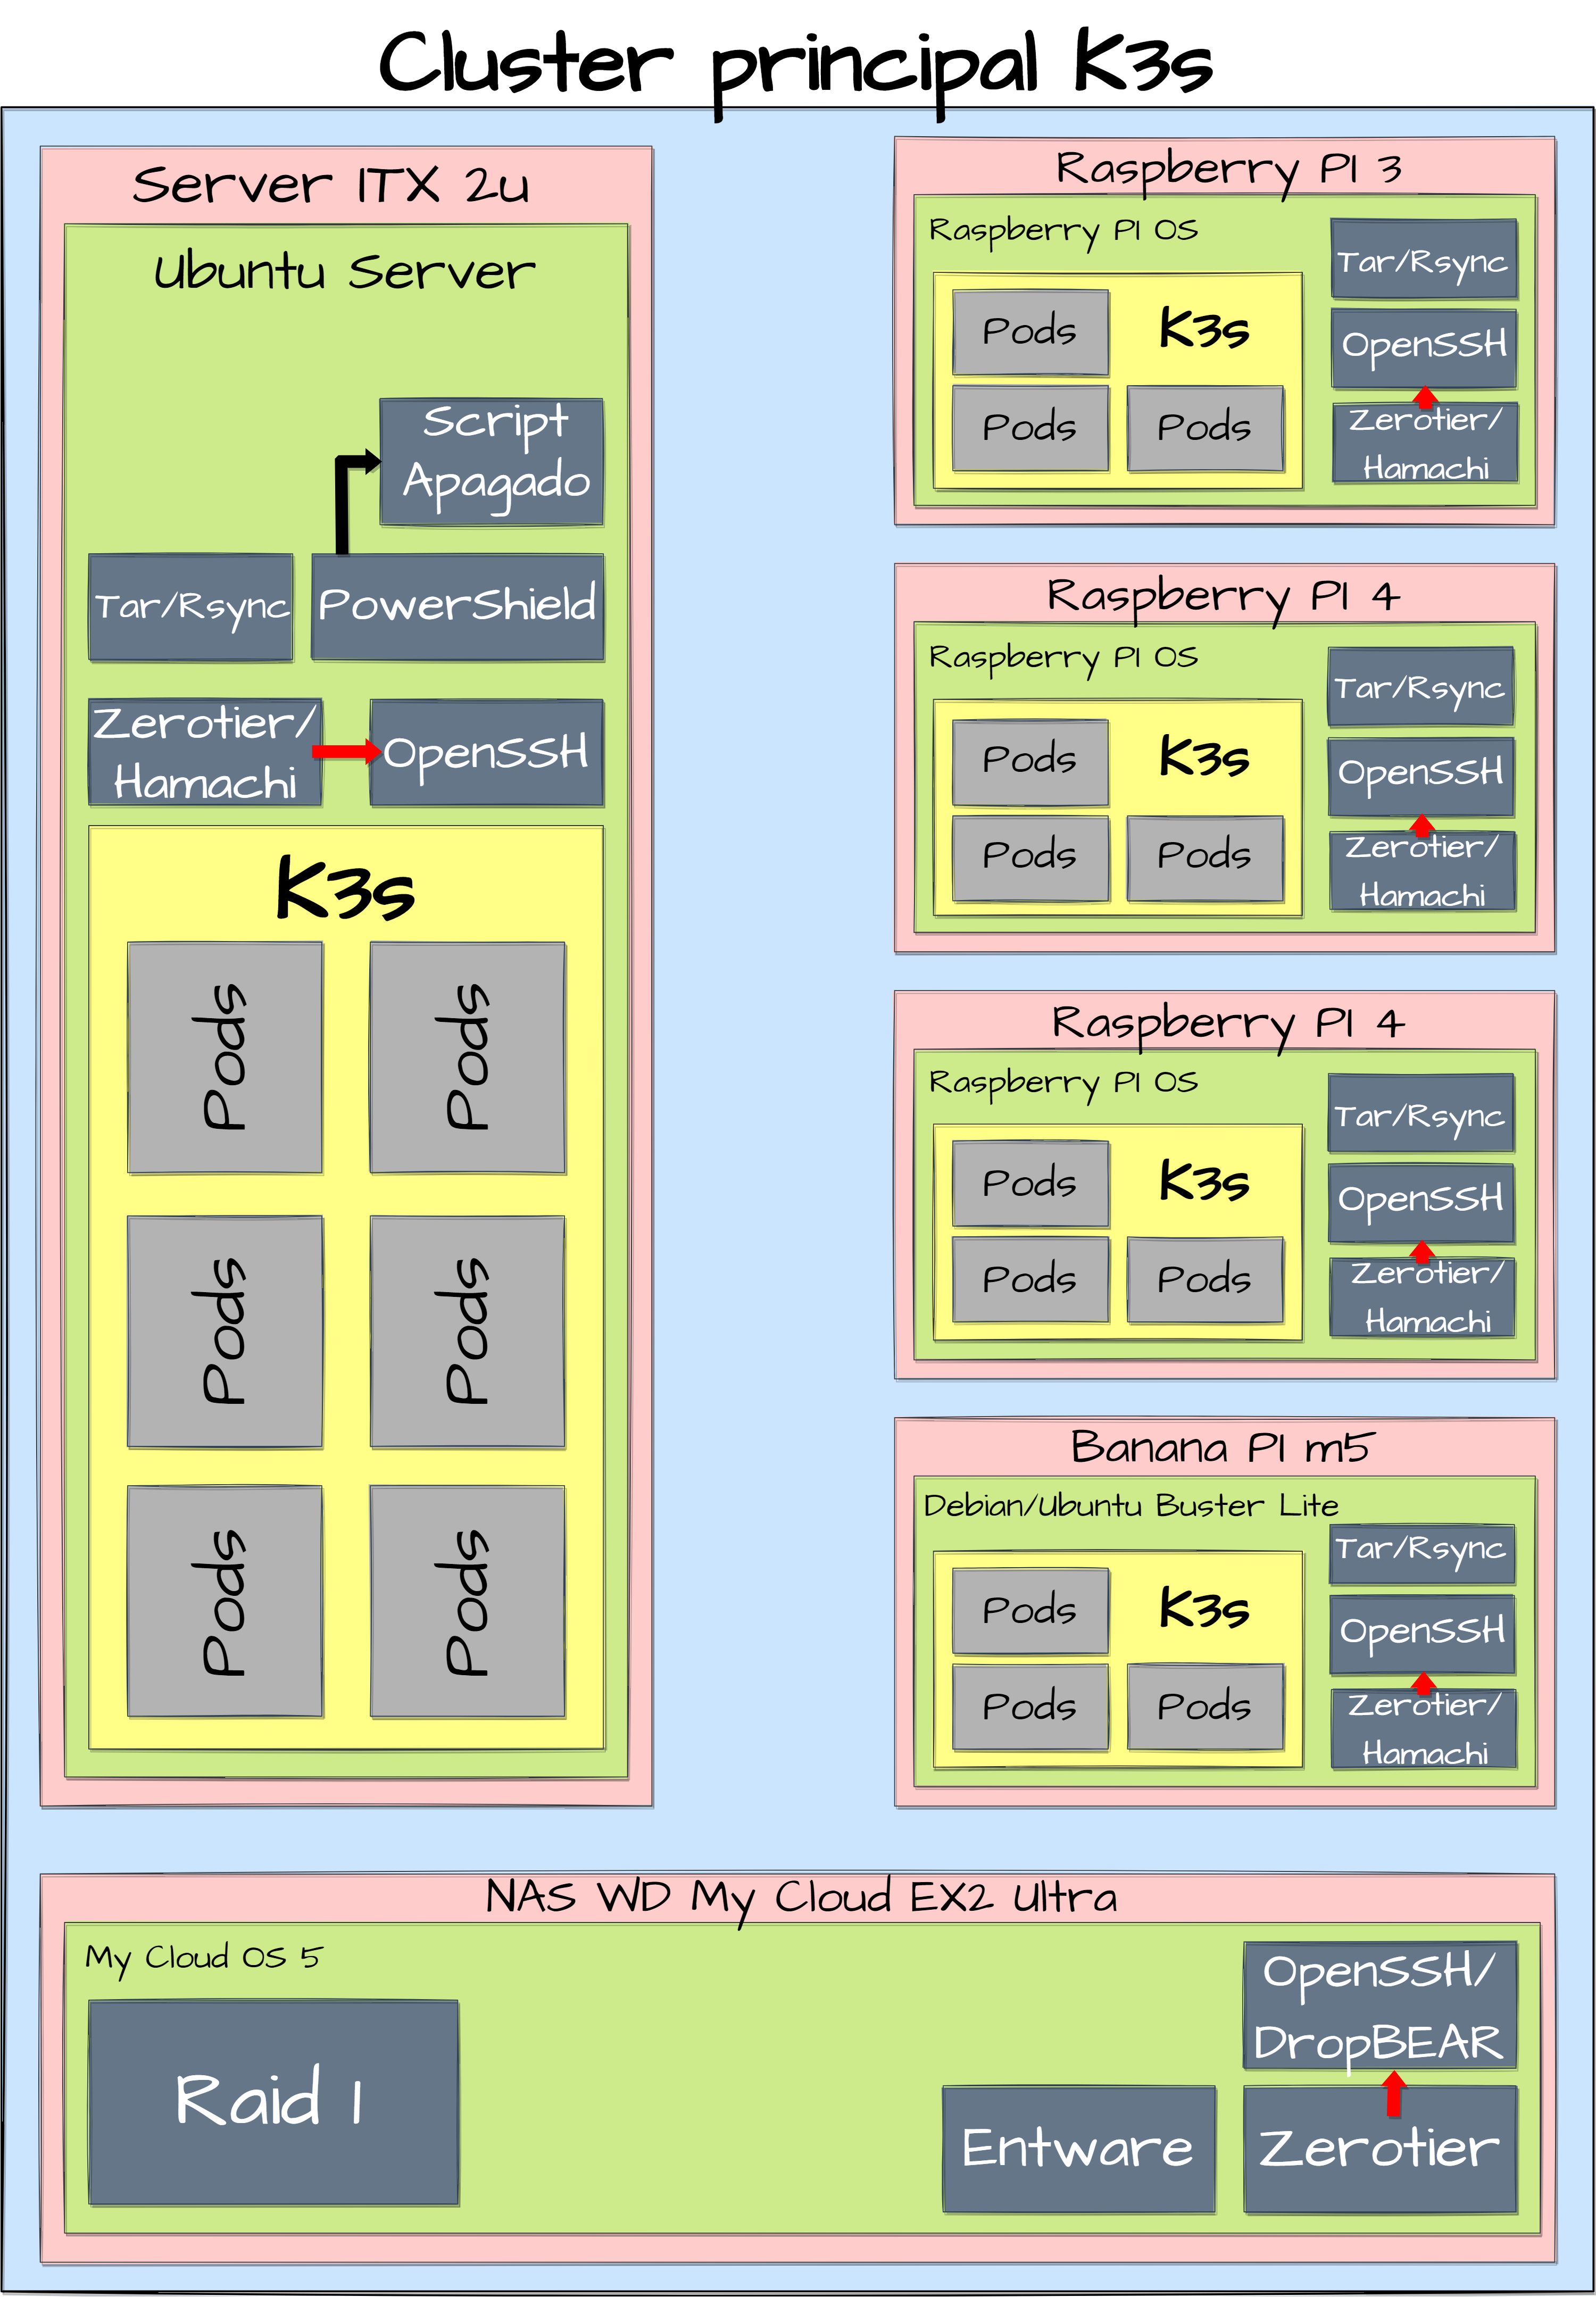 Cluster principal K3s
Server ITX 2u
Ubuntu Server
Script
Apagado
Tar/Rsync
PowerShield
Zerotier/
Hamachi
OpenSSH
K3s
Pods
Pods
Pods
Pods
Pods
Pods
Raspberry PI 3
Raspberry PI OS
Pods
K3s
Pods
Pods
Tar/Rsync
OpenSSH
Zerotier/
Hamachi
Raspberry PI 4
Raspberry PI OS
Pods
K3s
Pods
Pods
Tar/Rsync
OpenSSH
Zerotier/
Hamachi
Raspberry PI 4
Raspberry PI OS
Pods
K3s
Pods
Pods
Tar/Rsync
OpenSSH
Zerotier/
Hamachi
Banana PI m5
Debian/Ubuntu Buster Lite
Pods
K3s
Pods
Pods
Tar/Rsync
OpenSSH
Zerotier/
Hamachi
NAS WD My Cloud EX2 Ultra
My Cloud OS 5
Raid 1
Entware
OpenSSH/
DropBEAR
Zerotier